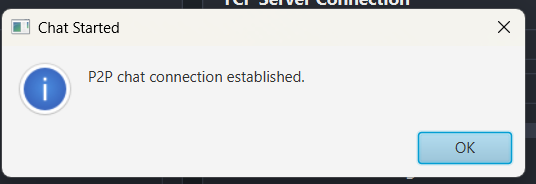 TCP Server Connection
Chat Started
P2P chat connection established.
OK